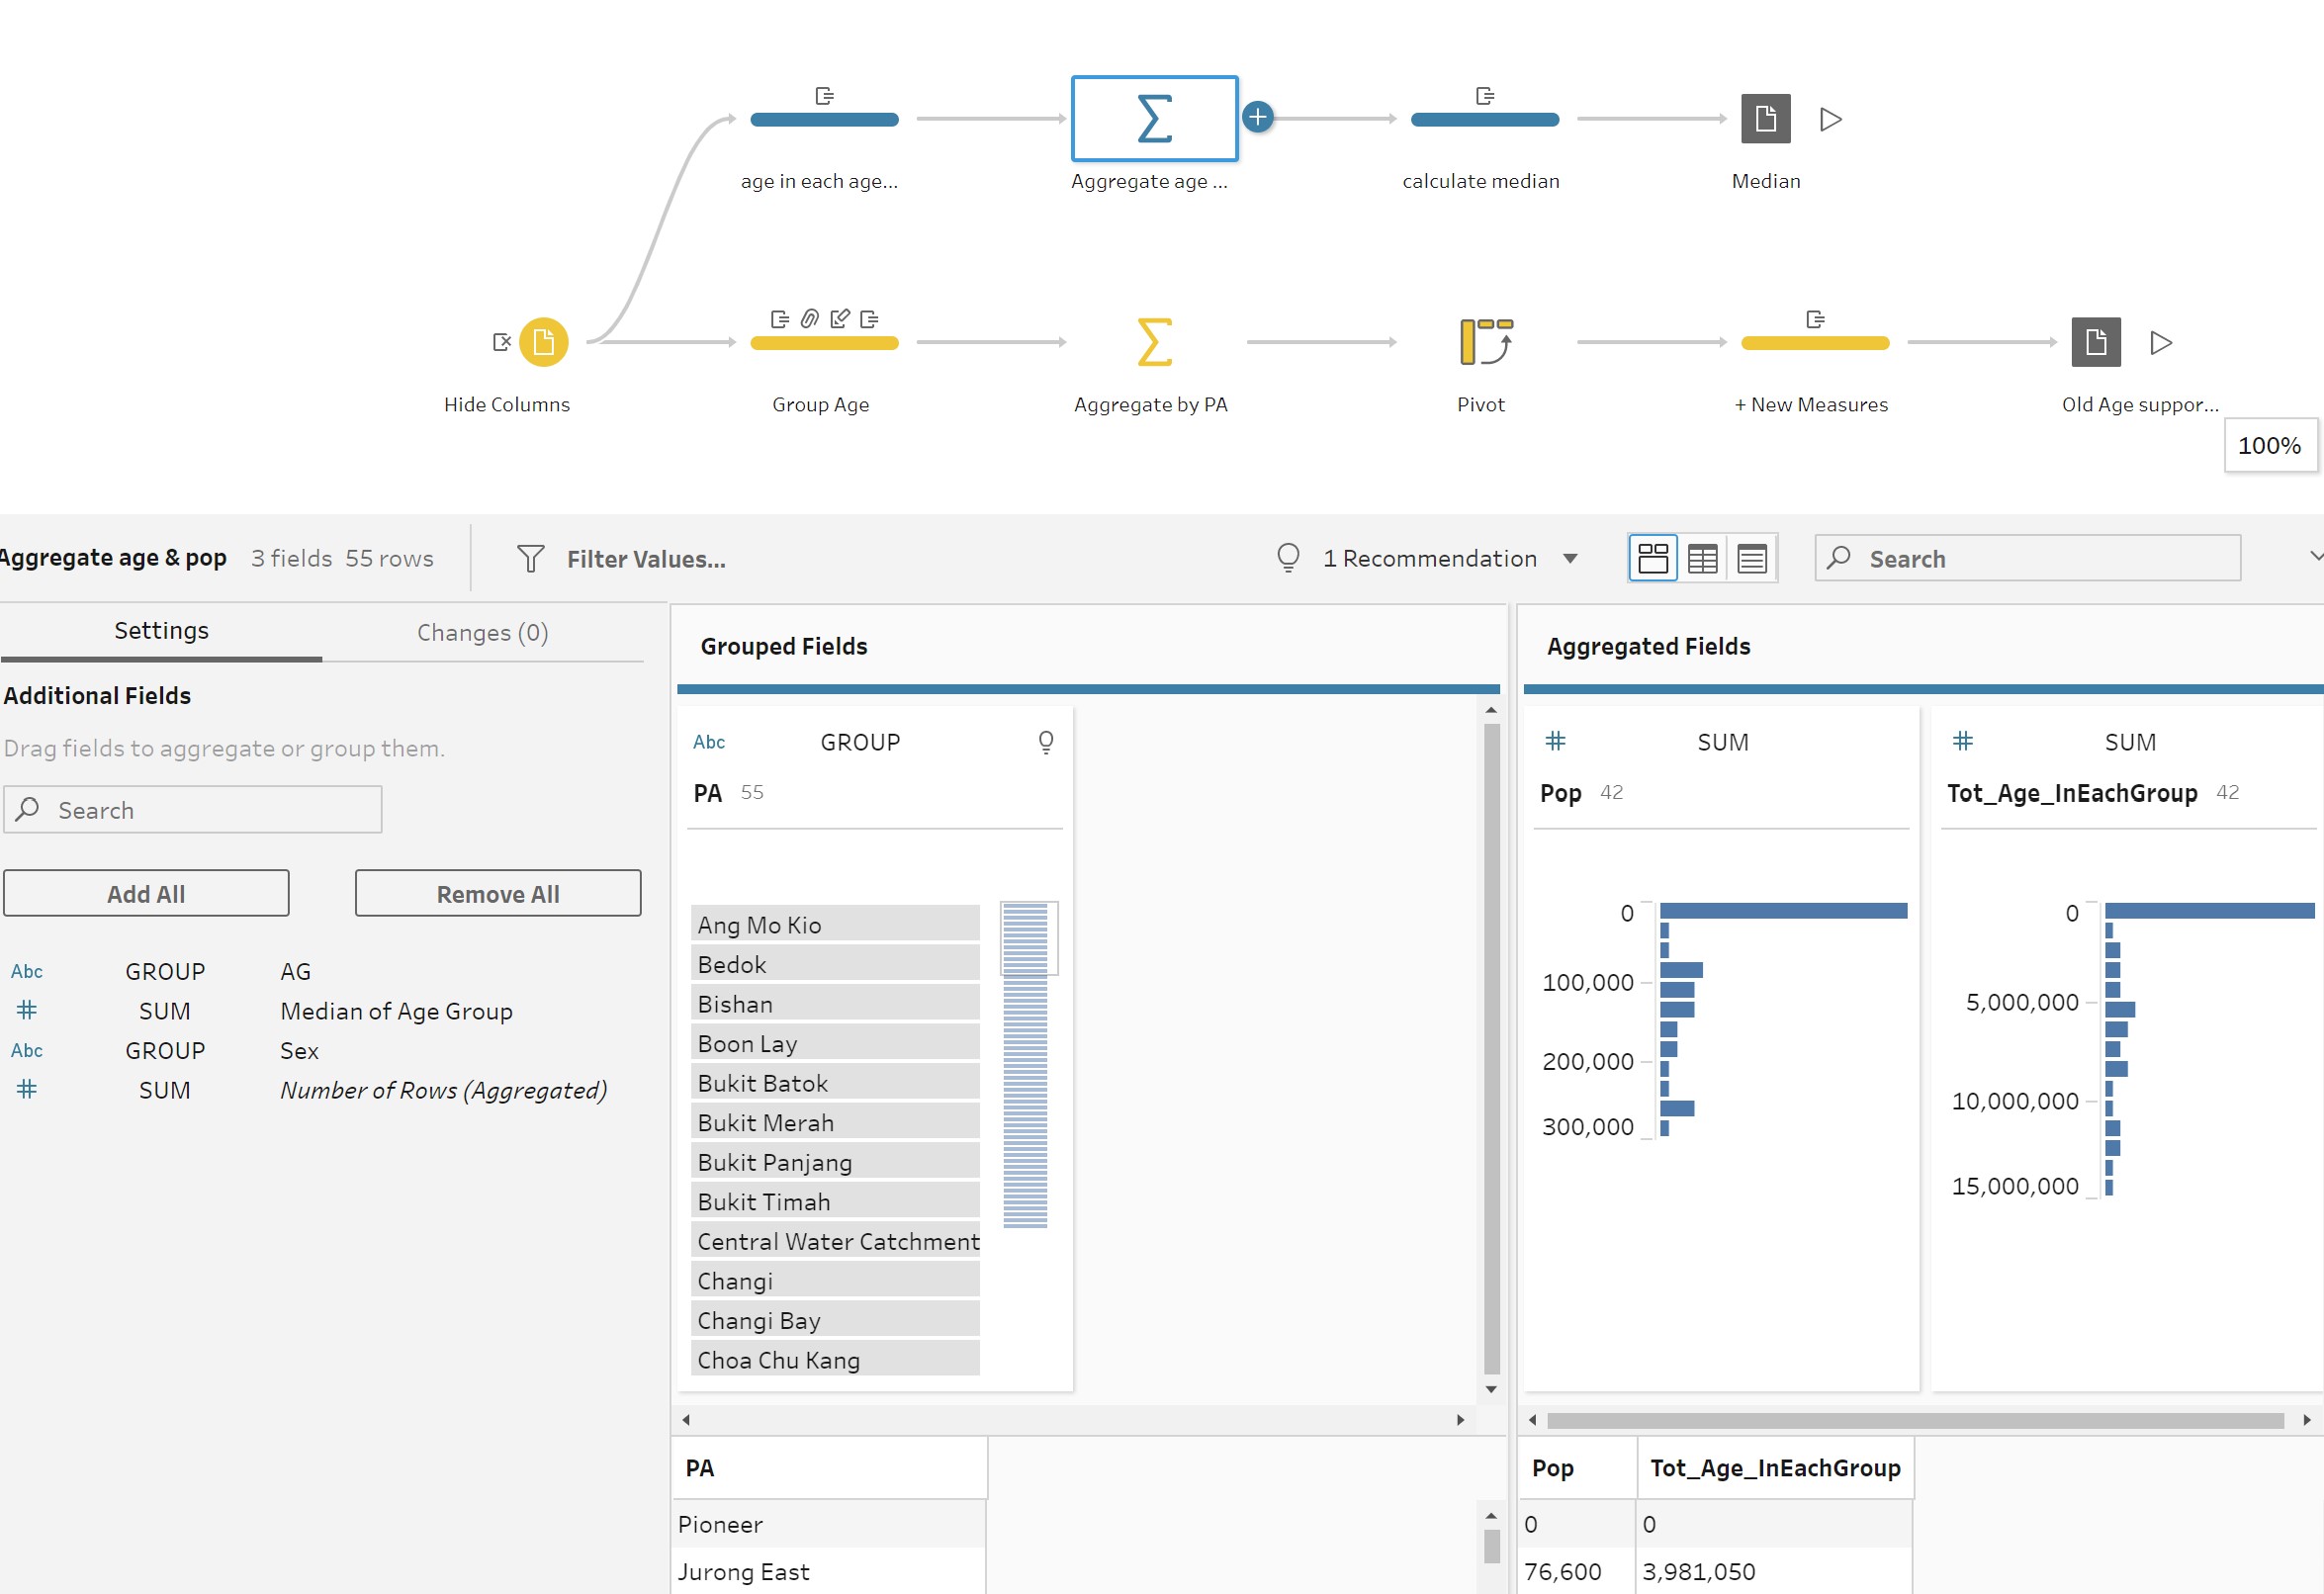 age in each age...
Aggregate age ...
calculate median
Median
Hide Columns
Group Age
Aggregate by PA
Pivot
+ New Measures
Old Age suppor...
100%
Aggregate age & pop
3 fields 55 rows
Filter Values...
1 Recommendation
Search
Settings
Changes (0)
Additional Fields
Drag fields to aggregate or group them.
Search
Add All
Remove All
Abc GROUP AG
# SUM Median of Age Group
Abc GROUP Sex
# SUM Number of Rows (Aggregated)
Grouped Fields
Abc GROUP
PA 55
Ang Mo Kio
Bedok
Bishan
Boon Lay
Bukit Batok
Bukit Merah
Bukit Panjang
Bukit Timah
Central Water Catchment
Changi
Changi Bay
Choa Chu Kang
PA
Pioneer
Jurong East
Aggregated Fields
# SUM
Pop 42
0
100,000
200,000
300,000
# SUM
Tot_Age_InEachGroup 42
0
5,000,000
10,000,000
15,000,000
Pop Tot_Age_InEachGroup
0 0
76,600 3,981,050